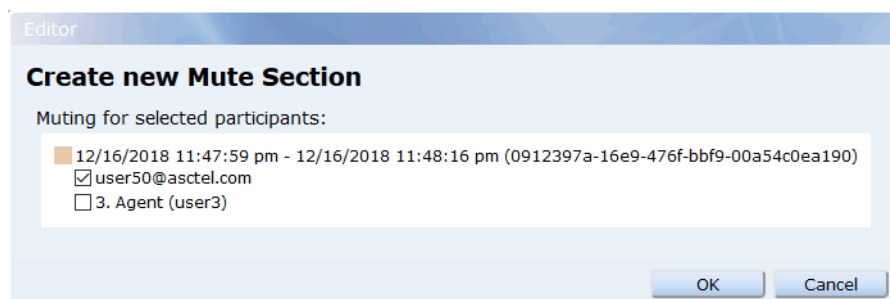 Editor
Create new Mute Section
Muting for selected participants:
12/16/2018 11:47:59 pm - 12/16/2018 11:48:16 pm (0912397a-16e9-476f-bbf9-00a54c0ea190)
user50@asctel.com
3. Agent (user3)
OK Cancel